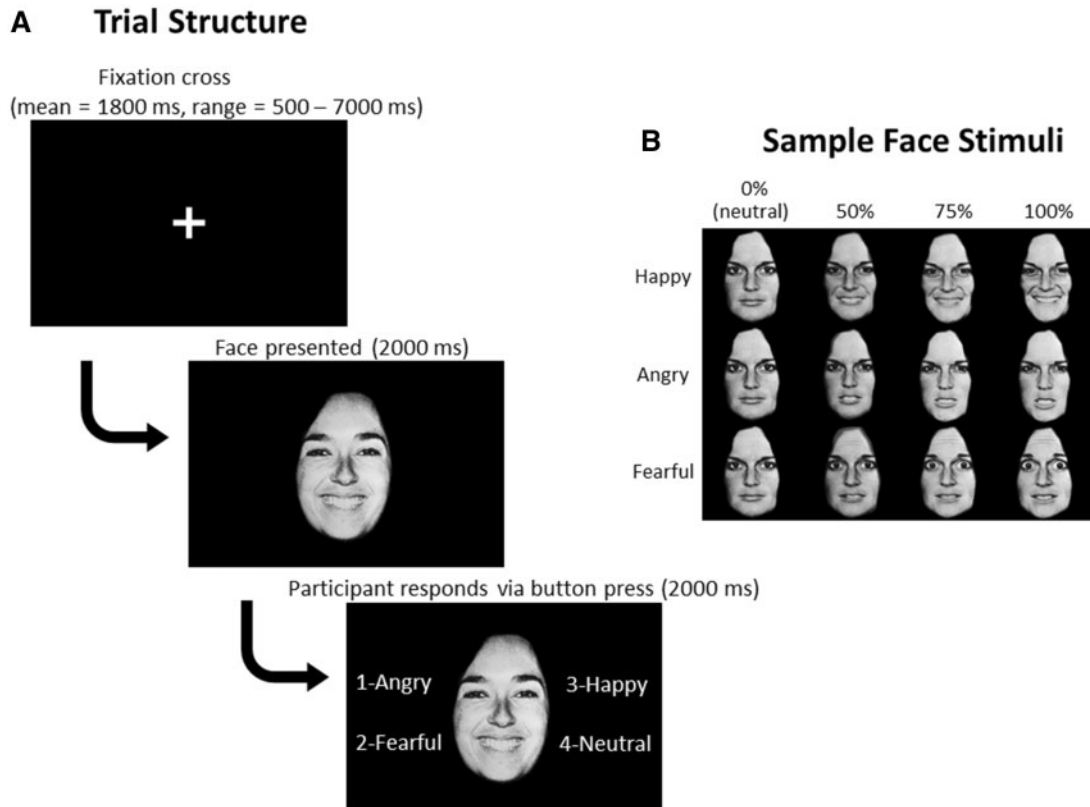 A Trial Structure
Fixation cross
(mean = 1800 ms, range = 500 – 7000 ms)
Face presented (2000 ms)
Participant responds via button press (2000 ms)
1-Angry
3-Happy
2-Fearful
4-Neutral
B Sample Face Stimuli
0%
(neutral) 50% 75% 100%
Happy
Angry
Fearful